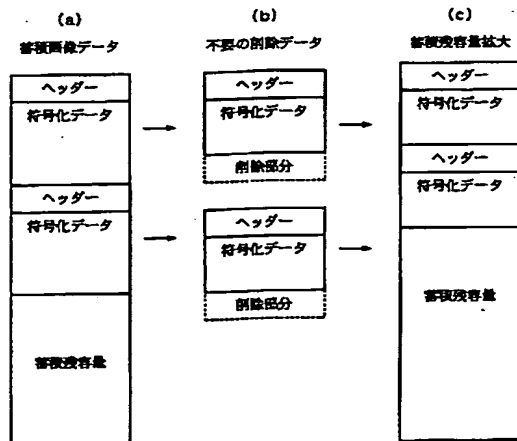 (a)
蓄積画像データ
ヘッダー
符号化データ
ヘッダー
符号化データ
蓄積残容量
(b)
不要の削除データ
ヘッダー
符号化データ
削除部分
ヘッダー
符号化データ
削除部分
(c)
蓄積残容量拡大
ヘッダー
符号化データ
ヘッダー
符号化データ
蓄積残容量